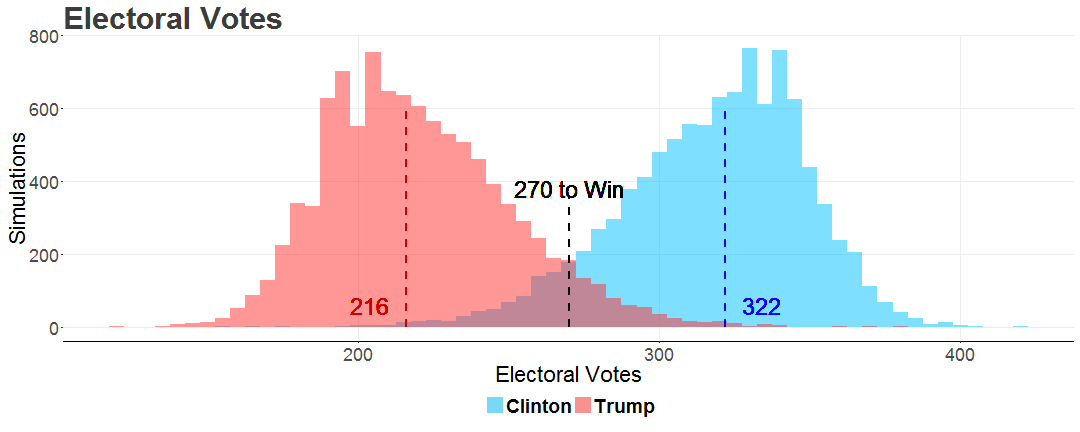 Electoral Votes
800
600
400
200
0
Simulations
270 to Win
216
322
200 300 400
Electoral Votes
Clinton Trump